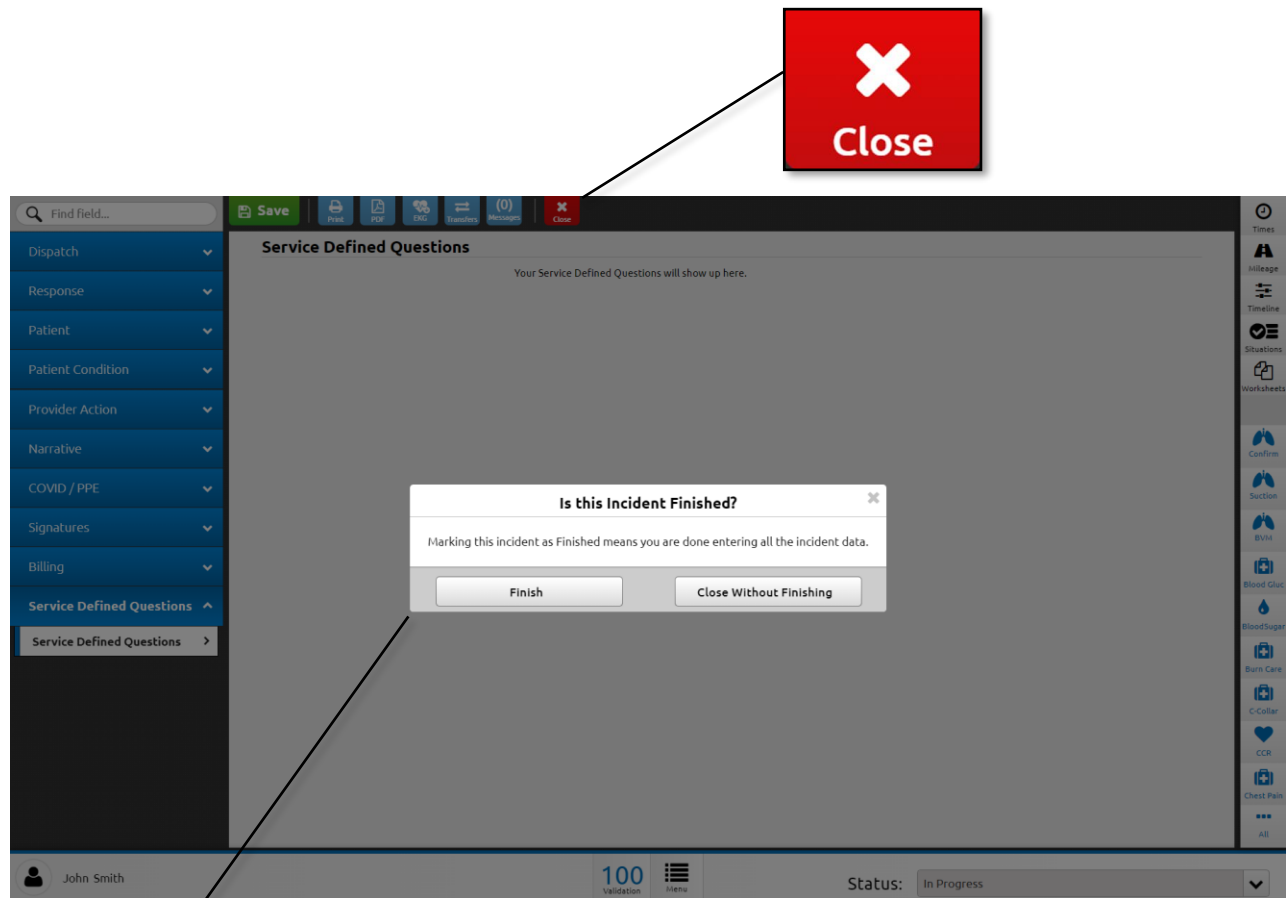 Close
Find field...
Save
Print
PDF
EKG
Transfers
(0)
Messages
Close
Times
Dispatch
Response
Patient
Patient Condition
Provider Action
Narrative
COVID / PPE
Signatures
Billing
Service Defined Questions
Service Defined Questions
Service Defined Questions
Your Service Defined Questions will show up here.
Is this Incident Finished?
Marking this incident as Finished means you are done entering all the incident data.
Finish
Close Without Finishing
Mileage
Timeline
Situations
Worksheets
Confirm
Suction
BVM
Blood Gluc
BloodSugar
Burn Care
C-Collar
CCR
Chest Pain
All
John Smith
100
Validation
Menu
Status:
In Progress